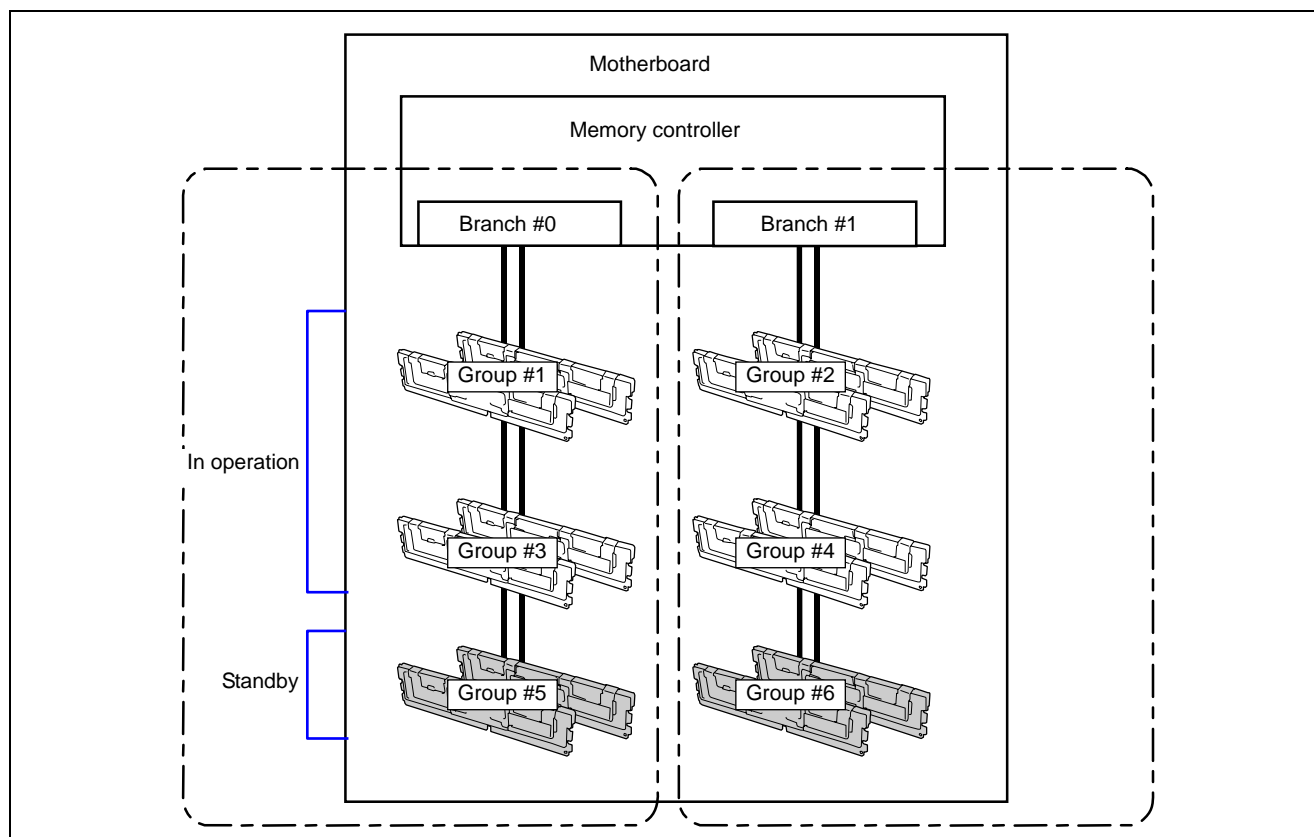 Motherboard
Memory controller
Branch #0
Branch #1
Group #1
Group #2
In operation
Group #3
Group #4
Standby
Group #5
Group #6